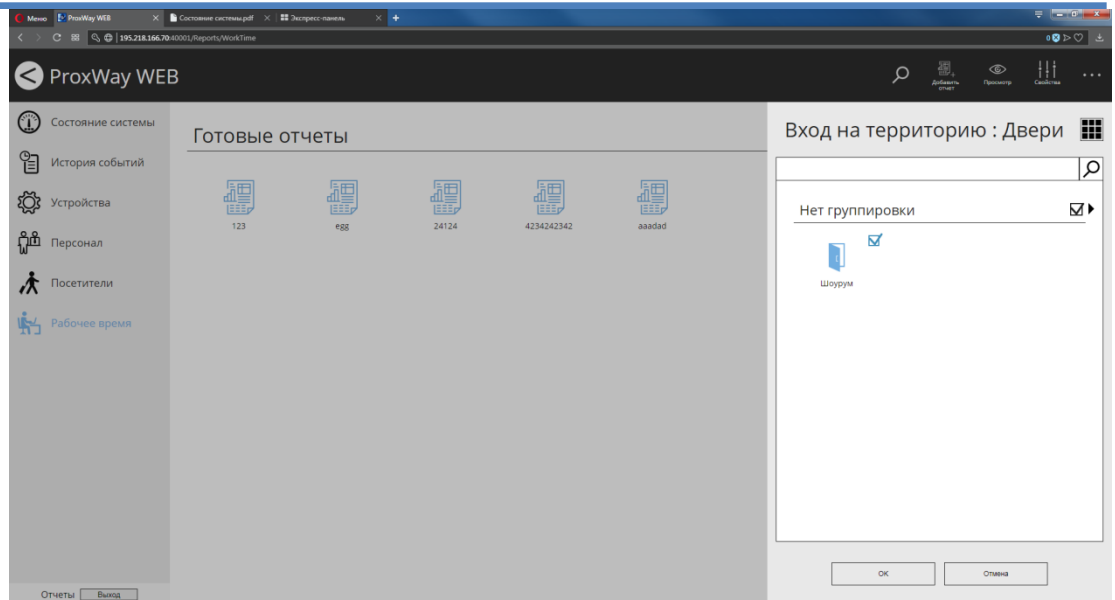 Меню ProxWay WEB Состояние системы.pdf Экспресс-панель
195.218.166.70:40001/Reports/WorkTime 0
ProxWay WEB
Добавить отчет Просмотр Свойства
Состояние системы
История событий
Устройства
Персонал
Посетители
Рабочее время
Отчеты Выход
Готовые отчеты
123 egg 24124 4234242342 aaadad
Вход на территорию : Двери
Нет группировки
Шоурум
ОК Отмена